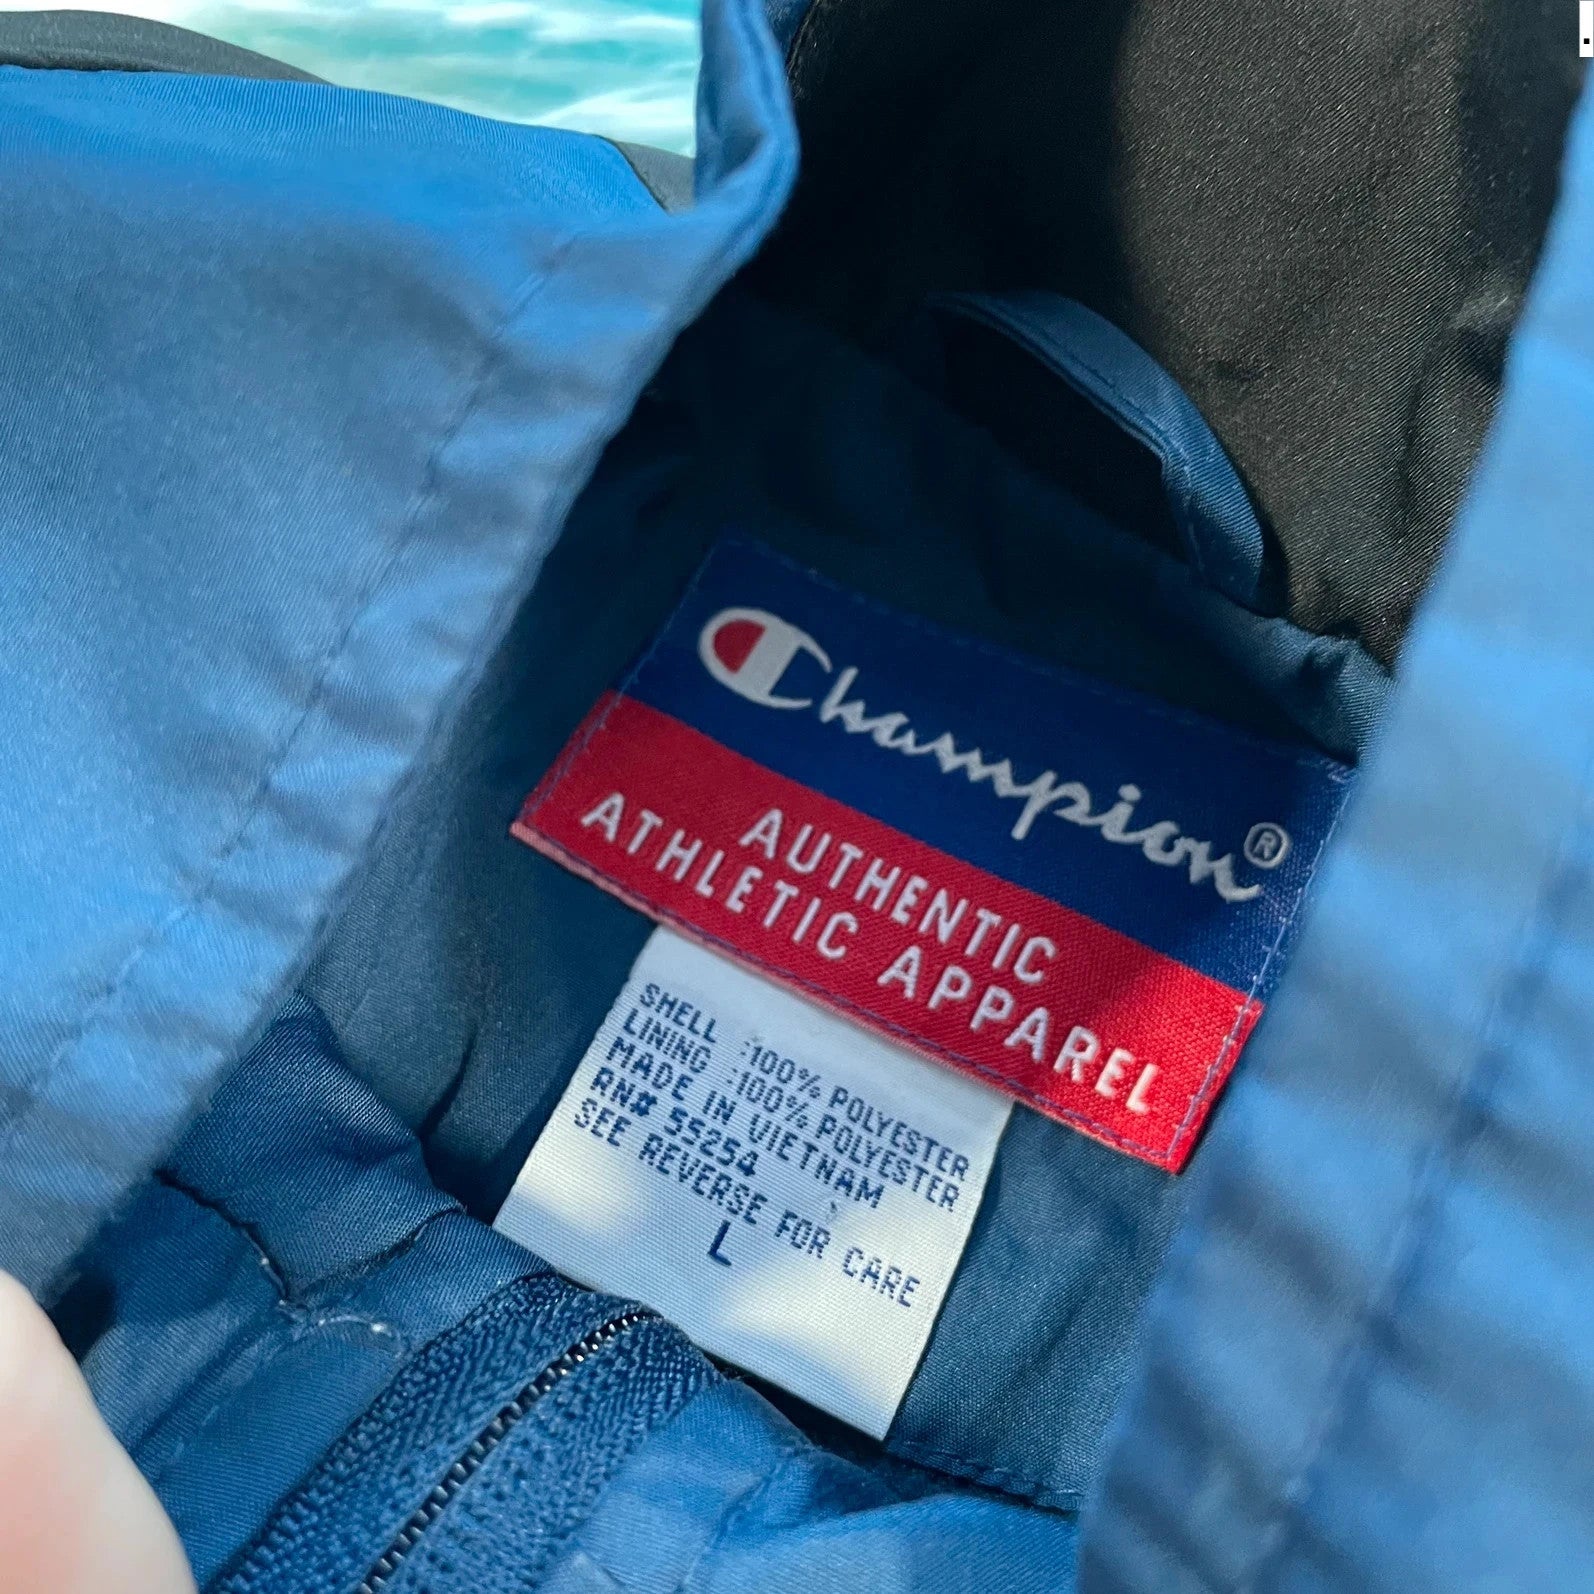 Champion®
AUTHENTIC
ATHLETIC APPAREL
SHELL :100% POLYESTER
LINING :100% POLYESTER
MADE IN VIETNAM
RN# 55254
SEE REVERSE FOR CARE
L
.